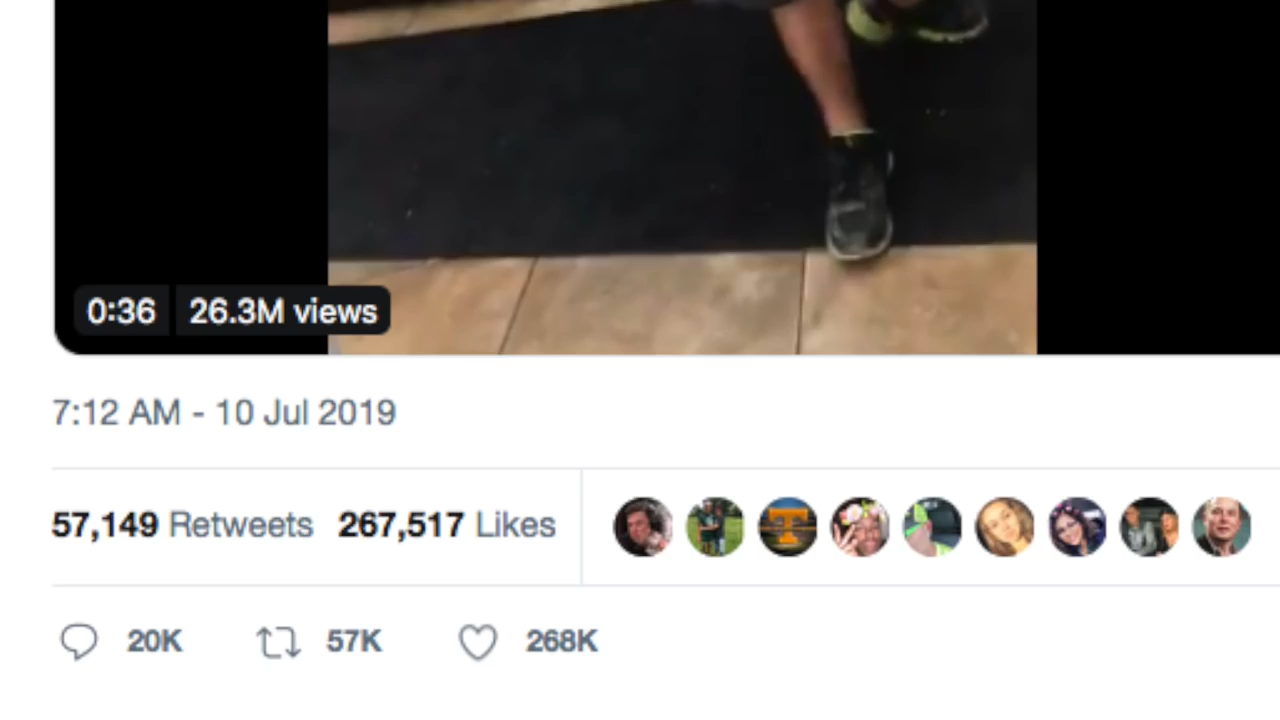 0:36 26.3M views
7:12 AM - 10 Jul 2019
57,149 Retweets 267,517 Likes
T
20K 57K 268K